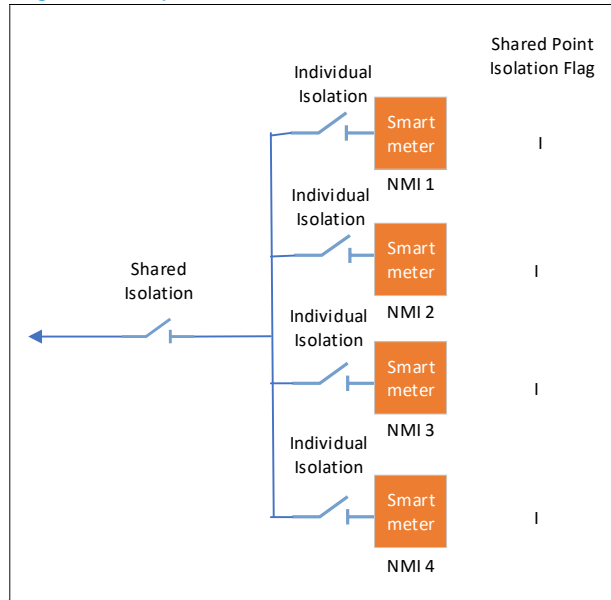 Shared Point
Isolation Flag
Individual
Isolation
Smart
meter
I
NMI 1
Individual
Isolation
Smart
meter
I
NMI 2
Shared
Isolation
Individual
Isolation
Smart
meter
I
NMI 3
Individual
Isolation
Smart
meter
I
NMI 4